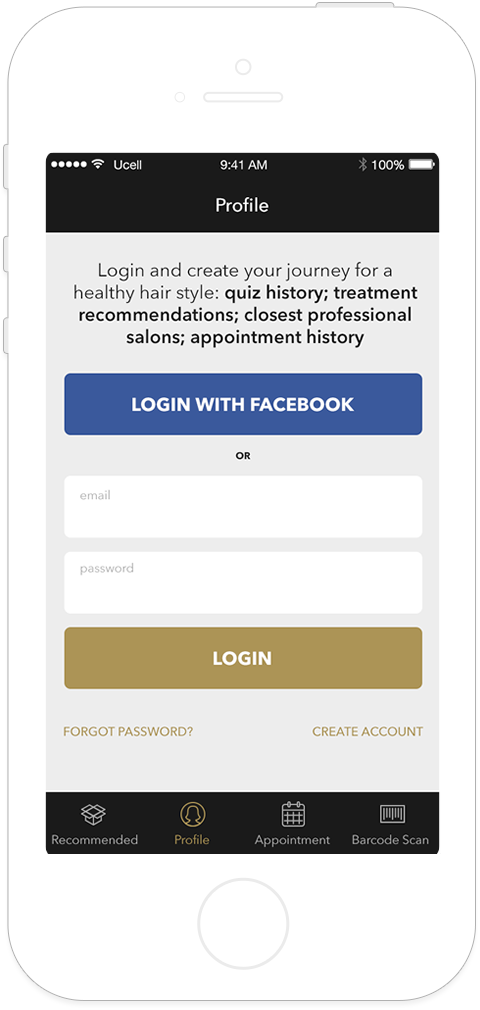 Ucell 9:41 AM 100%
Profile
Login and create your journey for a
healthy hair style: quiz history; treatment
recommendations; closest professional
salons; appointment history
LOGIN WITH FACEBOOK
OR
email
password
LOGIN
FORGOT PASSWORD? CREATE ACCOUNT
Recommended Profile Appointment Barcode Scan